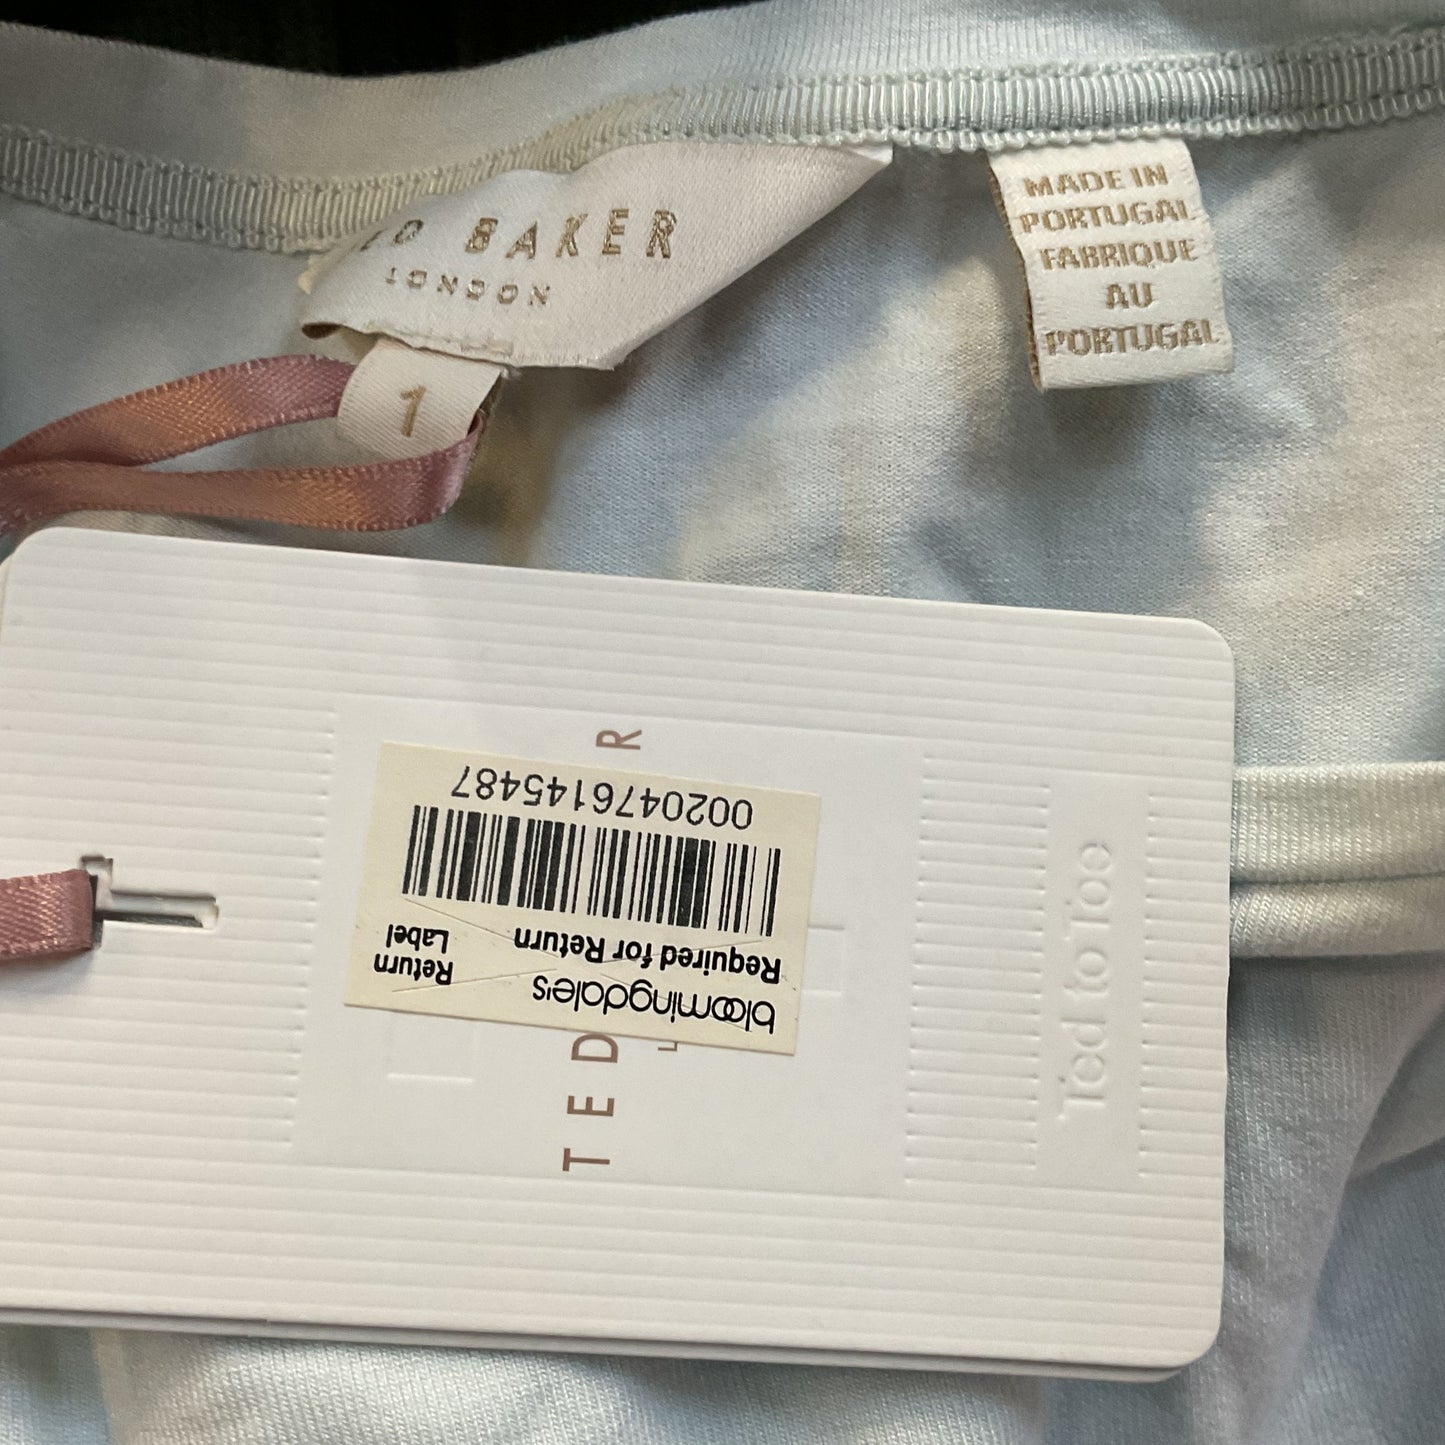 BAKER
LONDON
1
MADE IN
PORTUGAL
FABRIQUE
AU
PORTUGAL
TED
R
Ted to Toe
bloomingdale's
Required for Return
Return
Label
0020476145487